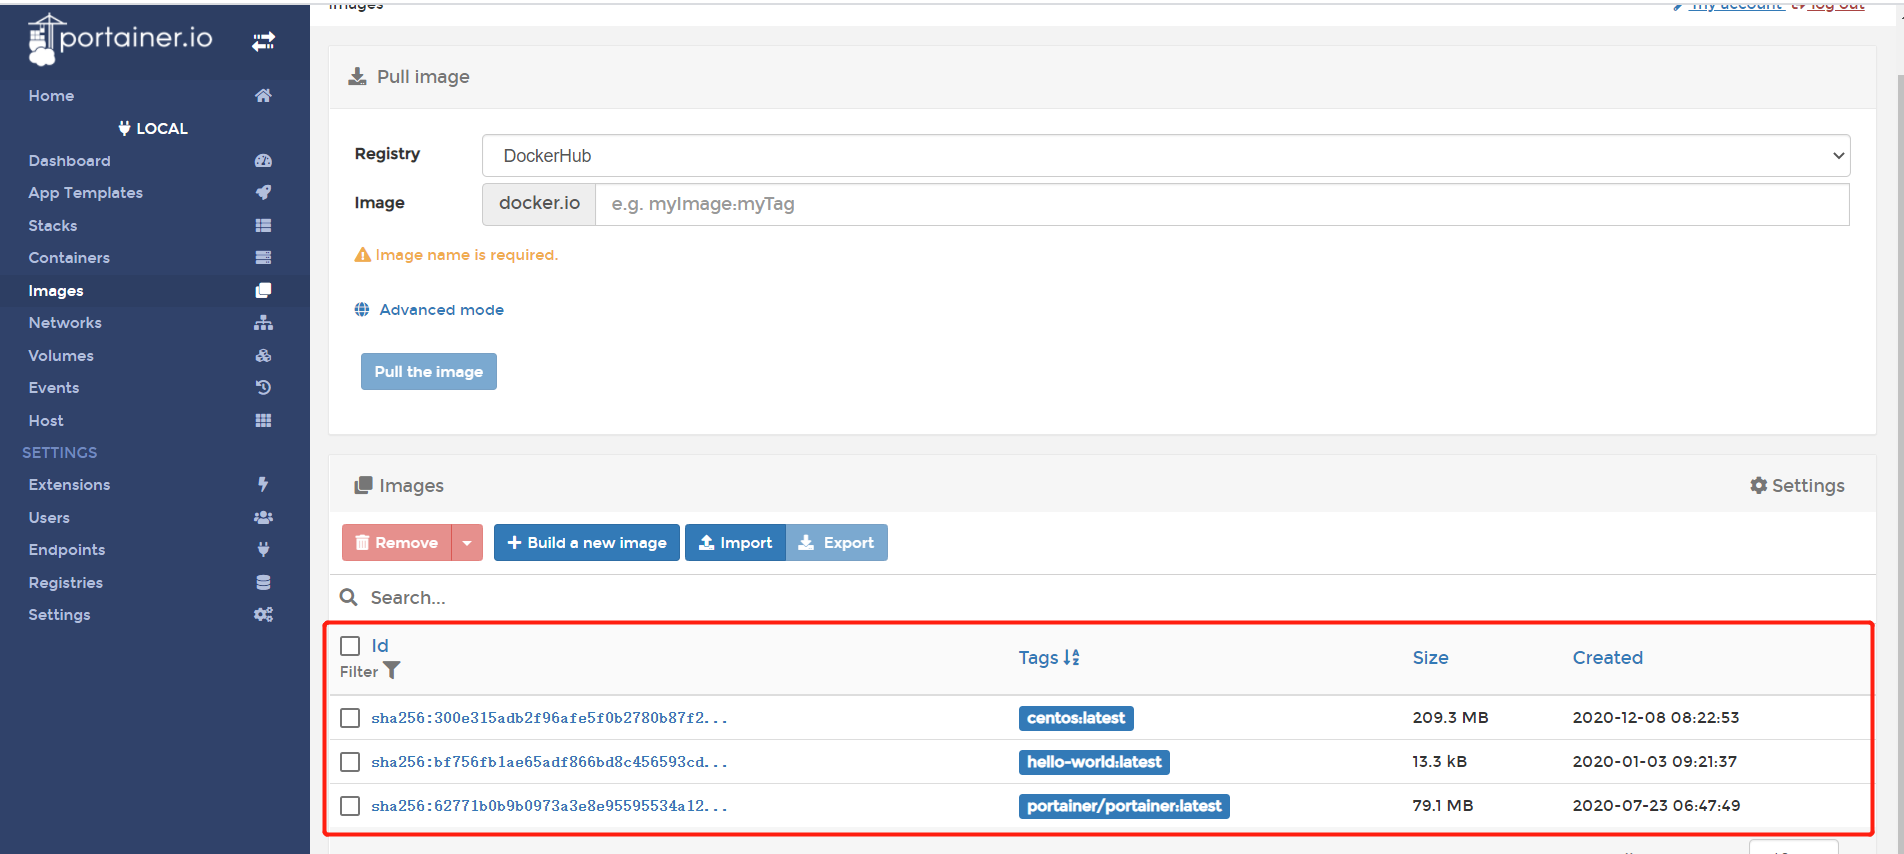 portainer.io
Home
LOCAL
Dashboard
App Templates
Stacks
Containers
Images
Networks
Volumes
Events
Host
SETTINGS
Extensions
Users
Endpoints
Registries
Settings
Images
my account log out
Pull image
Registry DockerHub
Image docker.io e.g. myImage:myTag
Image name is required.
Advanced mode
Pull the image
Images Settings
Remove Build a new image Import Export
Search...
Id
Filter
Tags Size Created
sha256:300e315adb2f96afe5f0b2780b87f2... centos:latest 209.3 MB 2020-12-08 08:22:53
sha256:bf756fb1ae65adf866bd8c456593cd... hello-world:latest 13.3 kB 2020-01-03 09:21:37
sha256:62771b0b9b0973a3e8e95595534a12... portainer/portainer:latest 79.1 MB 2020-07-23 06:47:49